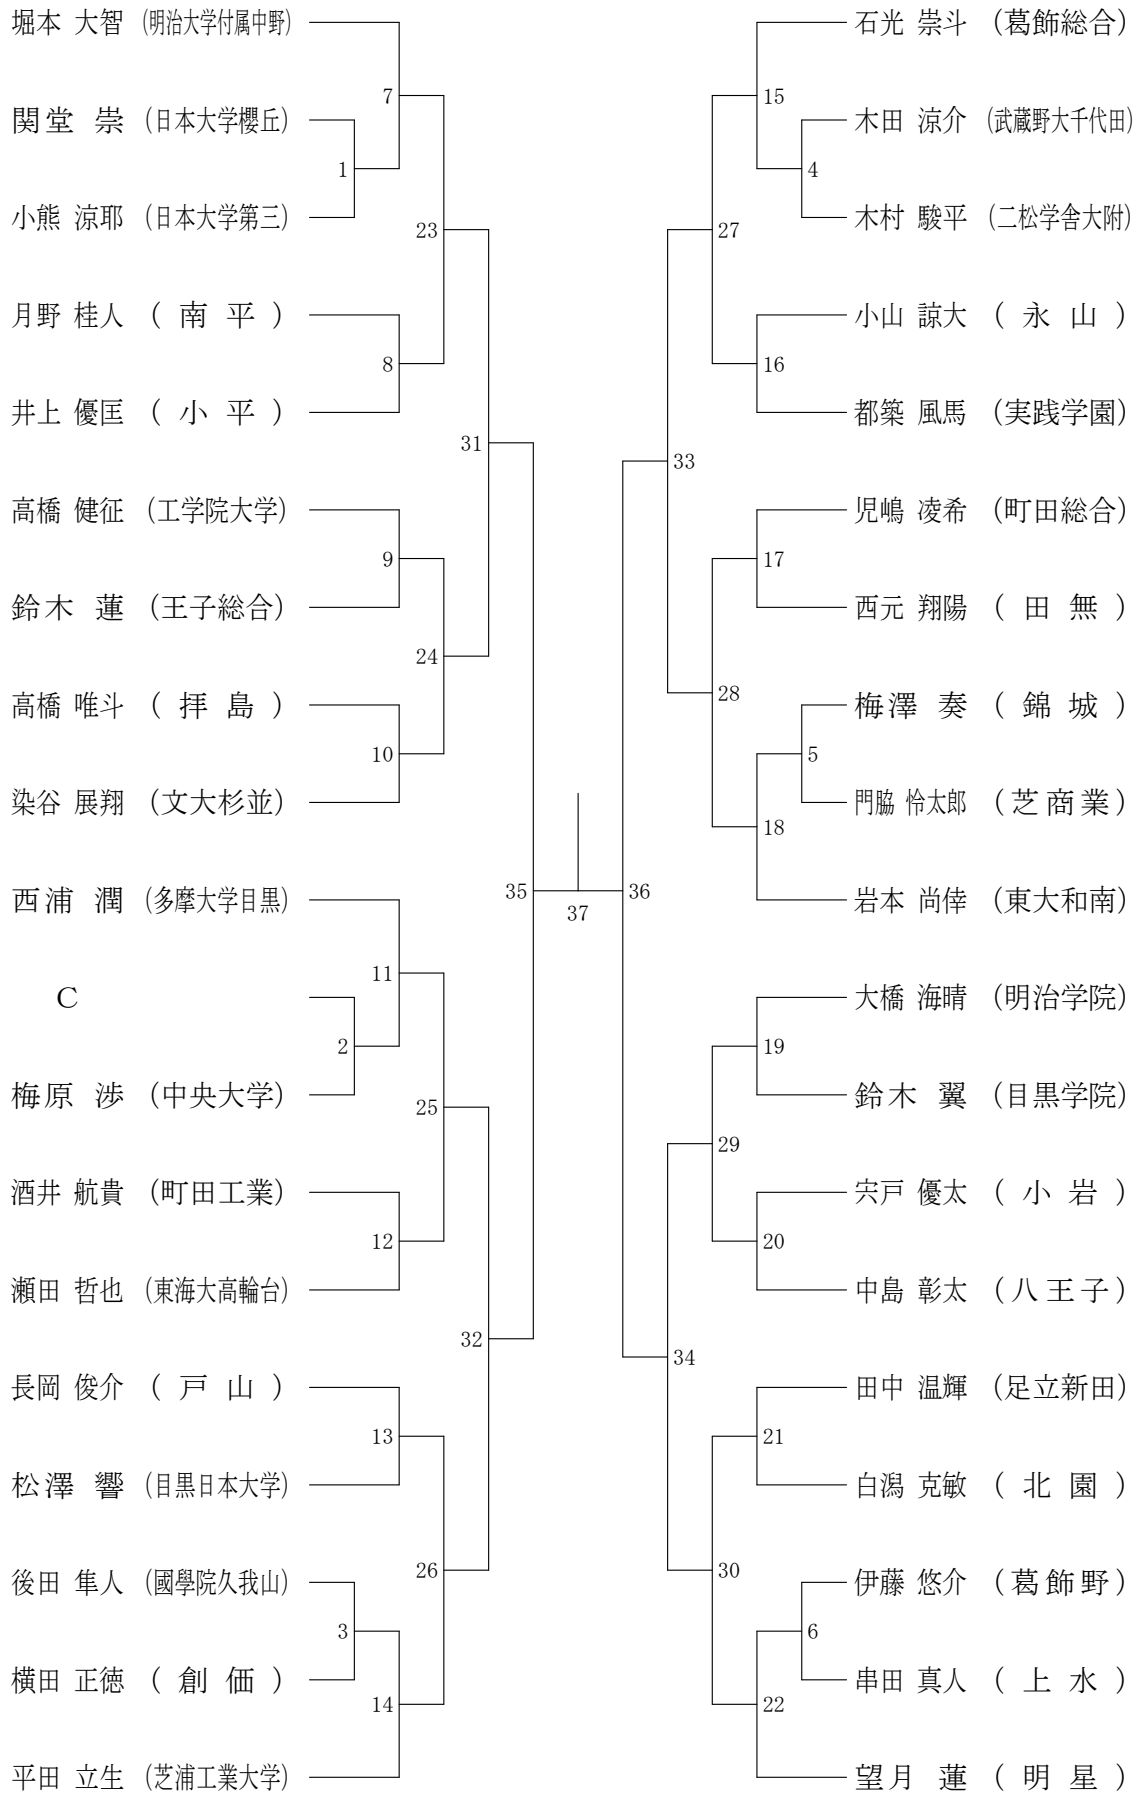 堀本 大智 (明治大学付属中野)
7
関堂 崇 (日本大学櫻丘)
1
小熊 涼耶 (日本大学第三)
23
月野 桂人 (南平)
8
井上 優匡 (小平)
31
高橋 健征 (工学院大学)
9
鈴木 蓮 (王子総合)
24
高橋 唯斗 (拝島)
10
染谷 展翔 (文大杉並)
35
西浦 潤 (多摩大学目黒)
11
C
2
梅原 渉 (中央大学)
25
酒井 航貴 (町田工業)
12
瀬田 哲也 (東海大高輪台)
32
長岡 俊介 (戸山)
13
松澤 響 (目黒日本大学)
26
後田 隼人 (國學院久我山)
3
横田 正徳 (創価)
14
平田 立生 (芝浦工業大学)
37
石光 崇斗 (葛飾総合)
15
木田 涼介 (武蔵野大千代田)
4
木村 駿平 (二松学舎大附)
27
小山 諒大 (永山)
16
都築 風馬 (実践学園)
33
児嶋 凌希 (町田総合)
17
西元 翔陽 (田無)
28
梅澤 奏 (錦城)
5
門脇 怜太郎 (芝商業)
18
岩本 尚倖 (東大和南)
36
大橋 海晴 (明治学院)
19
鈴木 翼 (目黒学院)
29
宍戸 優太 (小岩)
20
中島 彰太 (八王子)
34
田中 温輝 (足立新田)
21
白潟 克敏 (北園)
30
伊藤 悠介 (葛飾野)
6
串田 真人 (上水)
22
望月 蓮 (明星)